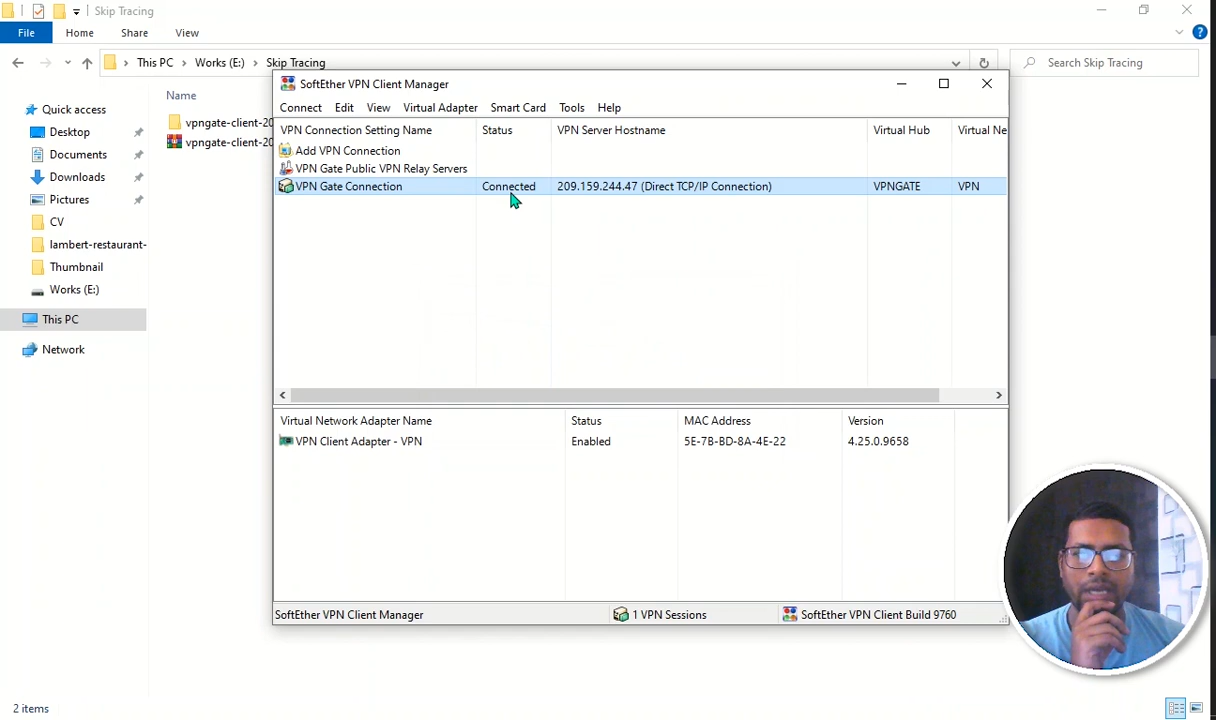 Skip Tracing
File Home Share View
This PC Works (E:) Skip Tracing
Search Skip Tracing
Quick access
Desktop
Documents
Downloads
Pictures
CV
lambert-restaurant-
Thumbnail
Works (E:)
This PC
Network
Name
vpngate-client-20
vpngate-client-20
SoftEther VPN Client Manager
Connect Edit View Virtual Adapter Smart Card Tools Help
VPN Connection Setting Name Status VPN Server Hostname Virtual Hub Virtual Ne
Add VPN Connection
VPN Gate Public VPN Relay Servers
VPN Gate Connection Connected 209.159.244.47 (Direct TCP/IP Connection) VPNGATE VPN
Virtual Network Adapter Name Status MAC Address Version
VPN Client Adapter - VPN Enabled 5E-7B-BD-8A-4E-22 4.25.0.9658
SoftEther VPN Client Manager 1 VPN Sessions SoftEther VPN Client Build 9760
2 items